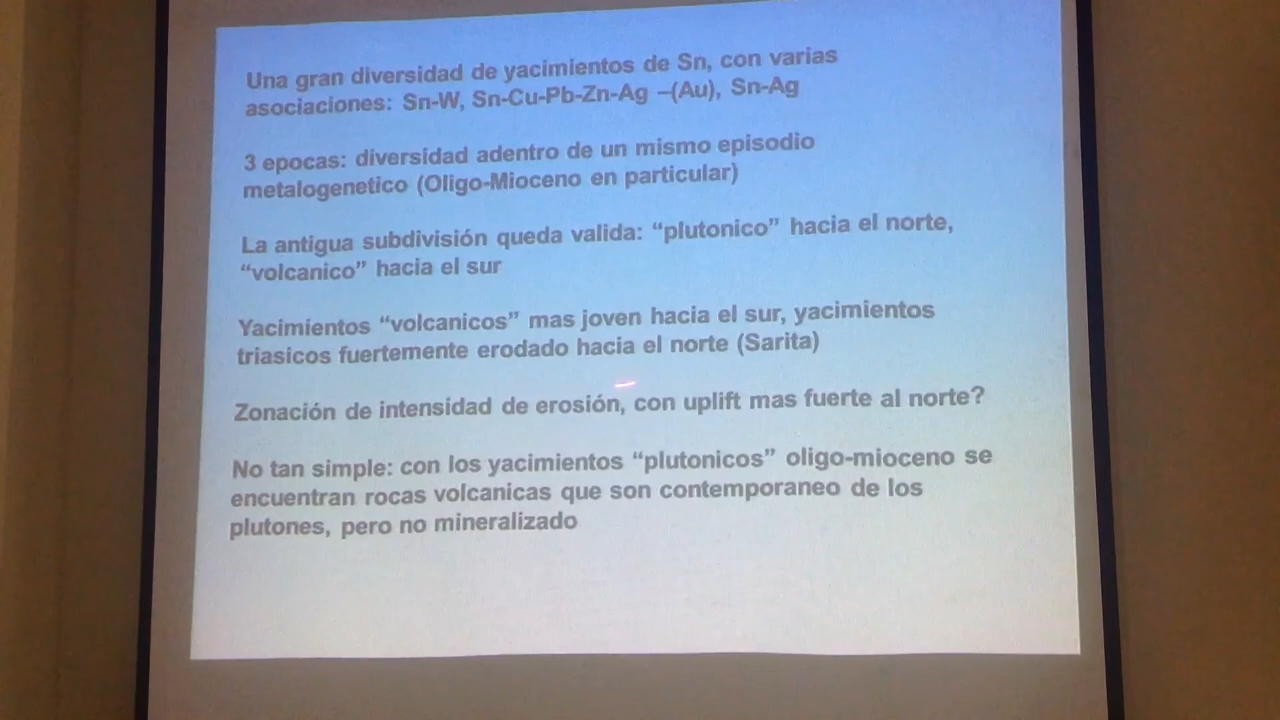 Una gran diversidad de yacimientos de Sn, con varias
asociaciones: Sn-W, Sn-Cu-Pb-Zn-Ag –(Au), Sn-Ag
3 epocas: diversidad adentro de un mismo episodio
metalogenetico (Oligo-Mioceno en particular)
La antigua subdivisión queda valida: “plutonico” hacia el norte,
“volcanico” hacia el sur
Yacimientos “volcanicos” mas joven hacia el sur, yacimientos
triasicos fuertemente erodado hacia el norte (Sarita)
Zonación de intensidad de erosión, con uplift mas fuerte al norte?
No tan simple: con los yacimientos “plutonicos” oligo-mioceno se
encuentran rocas volcanicas que son contemporaneo de los
plutones, pero no mineralizado